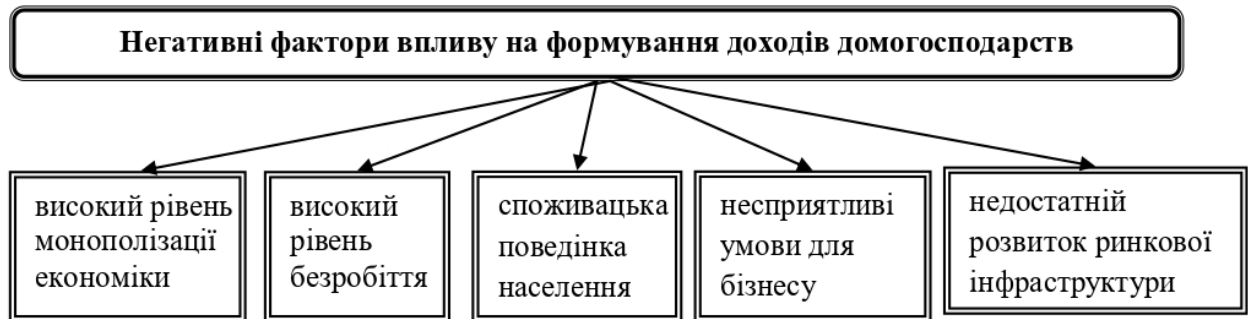 Негативні фактори впливу на формування доходів домогосподарств
високий рівень
монополізації
економіки
високий
рівень
безробіття
споживацька
поведінка
населення
несприятливі
умови для
бізнесу
недостатній
розвиток ринкової
інфраструктури